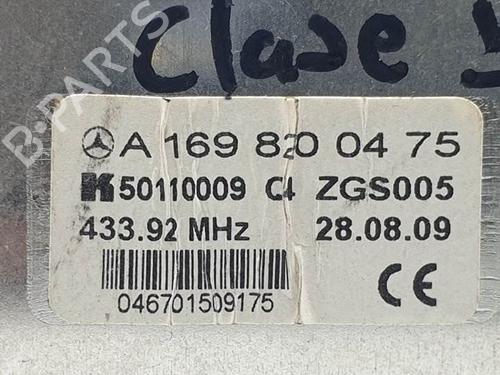 B-PARTS
Clase
A 169 820 04 75
K 50110009 C4 ZGS005
433.92 MHz 28.08.09
046701509175
CE